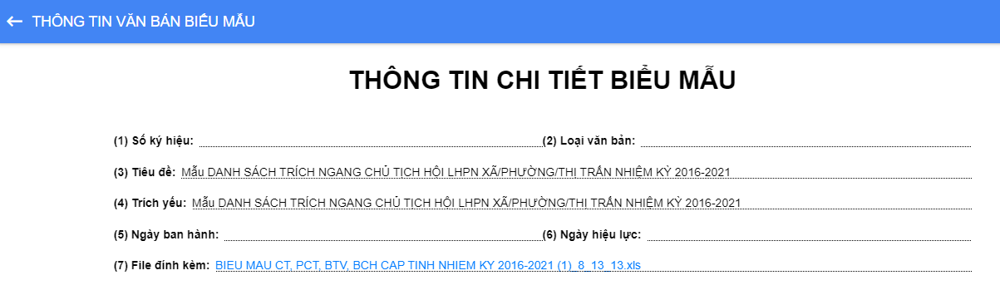 THÔNG TIN VĂN BẢN BIỂU MẪU
THÔNG TIN CHI TIẾT BIỂU MẪU
(1) Số ký hiệu: (2) Loại văn bản:
(3) Tiêu đề: Mẫu DANH SÁCH TRÍCH NGANG CHỦ TỊCH HỘI LHPN XÃ/PHƯỜNG/THỊ TRẤN NHIỆM KỲ 2016-2021
(4) Trích yếu: Mẫu DANH SÁCH TRÍCH NGANG CHỦ TỊCH HỘI LHPN XÃ/PHƯỜNG/THỊ TRẤN NHIỆM KỲ 2016-2021
(5) Ngày ban hành: (6) Ngày hiệu lực:
(7) File đính kèm: BIEU MAU CT, PCT, BTV, BCH CAP TINH NHIEM KY 2016-2021 (1)_8_13_13.xls